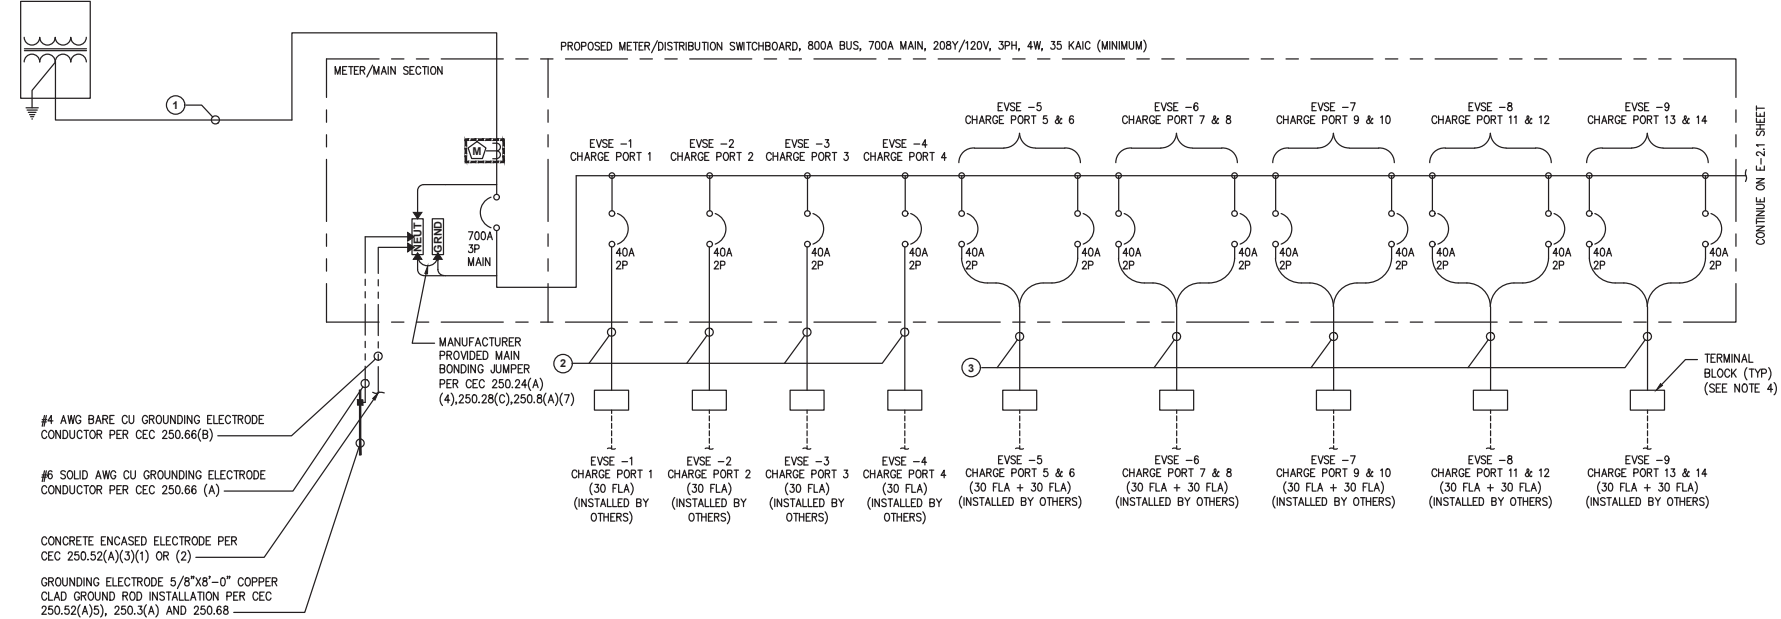 PROPOSED METER/DISTRIBUTION SWITCHBOARD, 800A BUS, 700A MAIN, 208Y/120V, 3PH, 4W, 35 KAIC (MINIMUM)
METER/MAIN SECTION
1
M
NEUT
GRND
700A
3P
MAIN
EVSE -1
CHARGE PORT 1
EVSE -2
CHARGE PORT 2
EVSE -3
CHARGE PORT 3
EVSE -4
CHARGE PORT 4
EVSE -5
CHARGE PORT 5 & 6
EVSE -6
CHARGE PORT 7 & 8
EVSE -7
CHARGE PORT 9 & 10
EVSE -8
CHARGE PORT 11 & 12
EVSE -9
CHARGE PORT 13 & 14
CONTINUE ON E-2.1 SHEET
40A
2P
40A
2P
40A
2P
40A
2P
40A
2P
40A
2P
40A
2P
40A
2P
40A
2P
40A
2P
40A
2P
40A
2P
40A
2P
40A
2P
MANUFACTURER
PROVIDED MAIN
BONDING JUMPER
PER CEC 250.24(A)
(4),250.28(C),250.8(A)(7)
2
3
TERMINAL
BLOCK (TYP)
(SEE NOTE 4)
#4 AWG BARE CU GROUNDING ELECTRODE
CONDUCTOR PER CEC 250.66(B)
#6 SOLID AWG CU GROUNDING ELECTRODE
CONDUCTOR PER CEC 250.66 (A)
CONCRETE ENCASED ELECTRODE PER
CEC 250.52(A)(3)(1) OR (2)
GROUNDING ELECTRODE 5/8"X8'-0" COPPER
CLAD GROUND ROD INSTALLATION PER CEC
250.52(A)5), 250.3(A) AND 250.68
EVSE -1
CHARGE PORT 1
(30 FLA)
(INSTALLED BY
OTHERS)
EVSE -2
CHARGE PORT 2
(30 FLA)
(INSTALLED BY
OTHERS)
EVSE -3
CHARGE PORT 3
(30 FLA)
(INSTALLED BY
OTHERS)
EVSE -4
CHARGE PORT 4
(30 FLA)
(INSTALLED BY
OTHERS)
EVSE -5
CHARGE PORT 5 & 6
(30 FLA + 30 FLA)
(INSTALLED BY OTHERS)
EVSE -6
CHARGE PORT 7 & 8
(30 FLA + 30 FLA)
(INSTALLED BY OTHERS)
EVSE -7
CHARGE PORT 9 & 10
(30 FLA + 30 FLA)
(INSTALLED BY OTHERS)
EVSE -8
CHARGE PORT 11 & 12
(30 FLA + 30 FLA)
(INSTALLED BY OTHERS)
EVSE -9
CHARGE PORT 13 & 14
(30 FLA + 30 FLA)
(INSTALLED BY OTHERS)